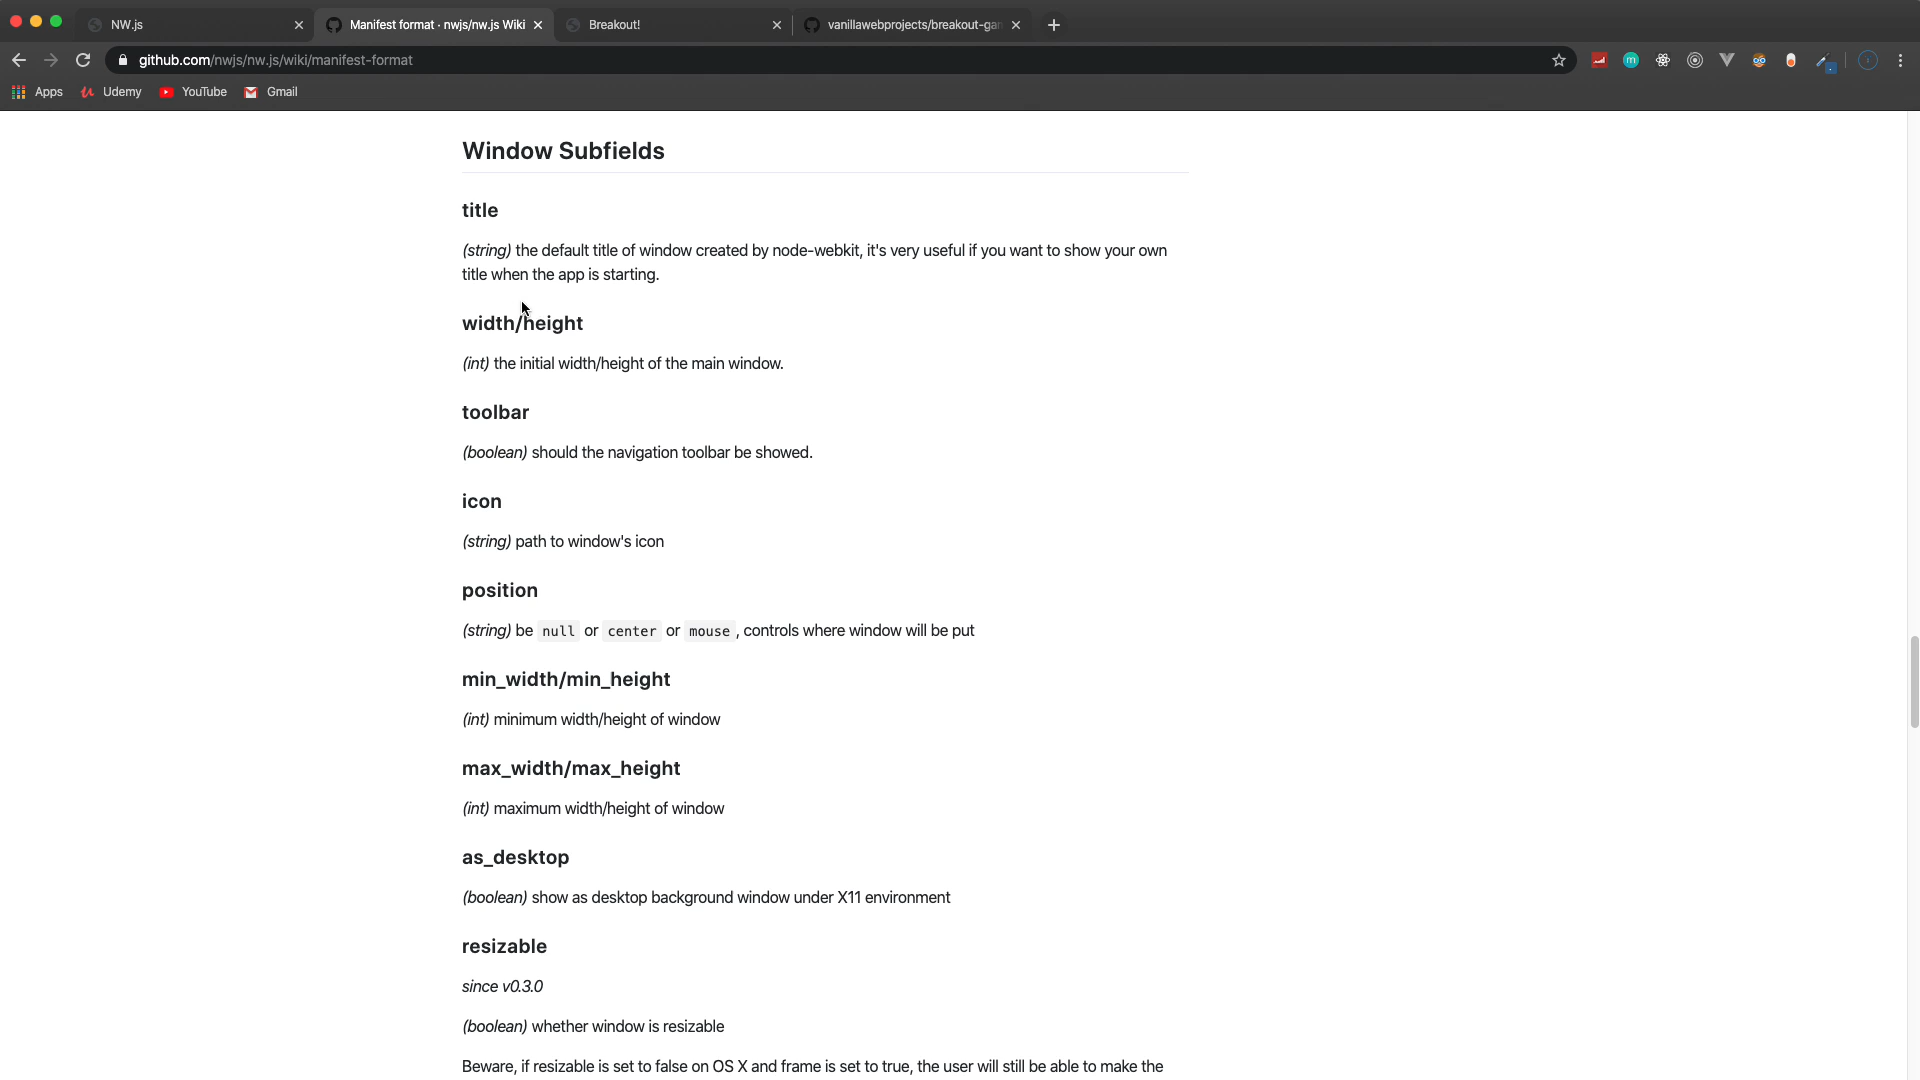 NW.js
Manifest format · nwjs/nw.js Wiki
Breakout!
vanillawebprojects/breakout-gam
github.com/nwjs/nw.js/wiki/manifest-format
Apps
Udemy
YouTube
Gmail
Window Subfields
title
(string) the default title of window created by node-webkit, it's very useful if you want to show your own
title when the app is starting.
width/height
(int) the initial width/height of the main window.
toolbar
(boolean) should the navigation toolbar be showed.
icon
(string) path to window's icon
position
(string) be null or center or mouse , controls where window will be put
min_width/min_height
(int) minimum width/height of window
max_width/max_height
(int) maximum width/height of window
as_desktop
(boolean) show as desktop background window under X11 environment
resizable
since v0.3.0
(boolean) whether window is resizable
Beware, if resizable is set to false on OS X and frame is set to true, the user will still be able to make the